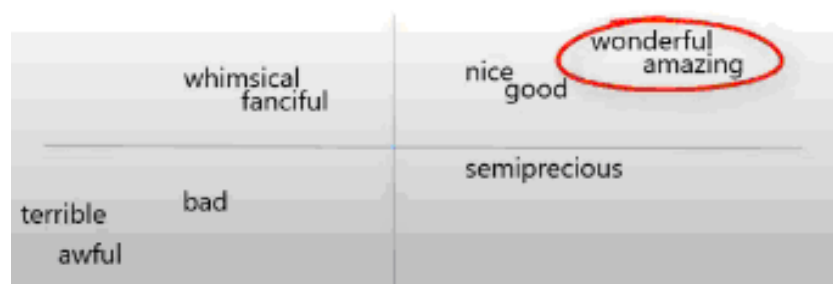 wonderful
amazing
whimsical
fanciful
nice
good
semiprecious
terrible
bad
awful